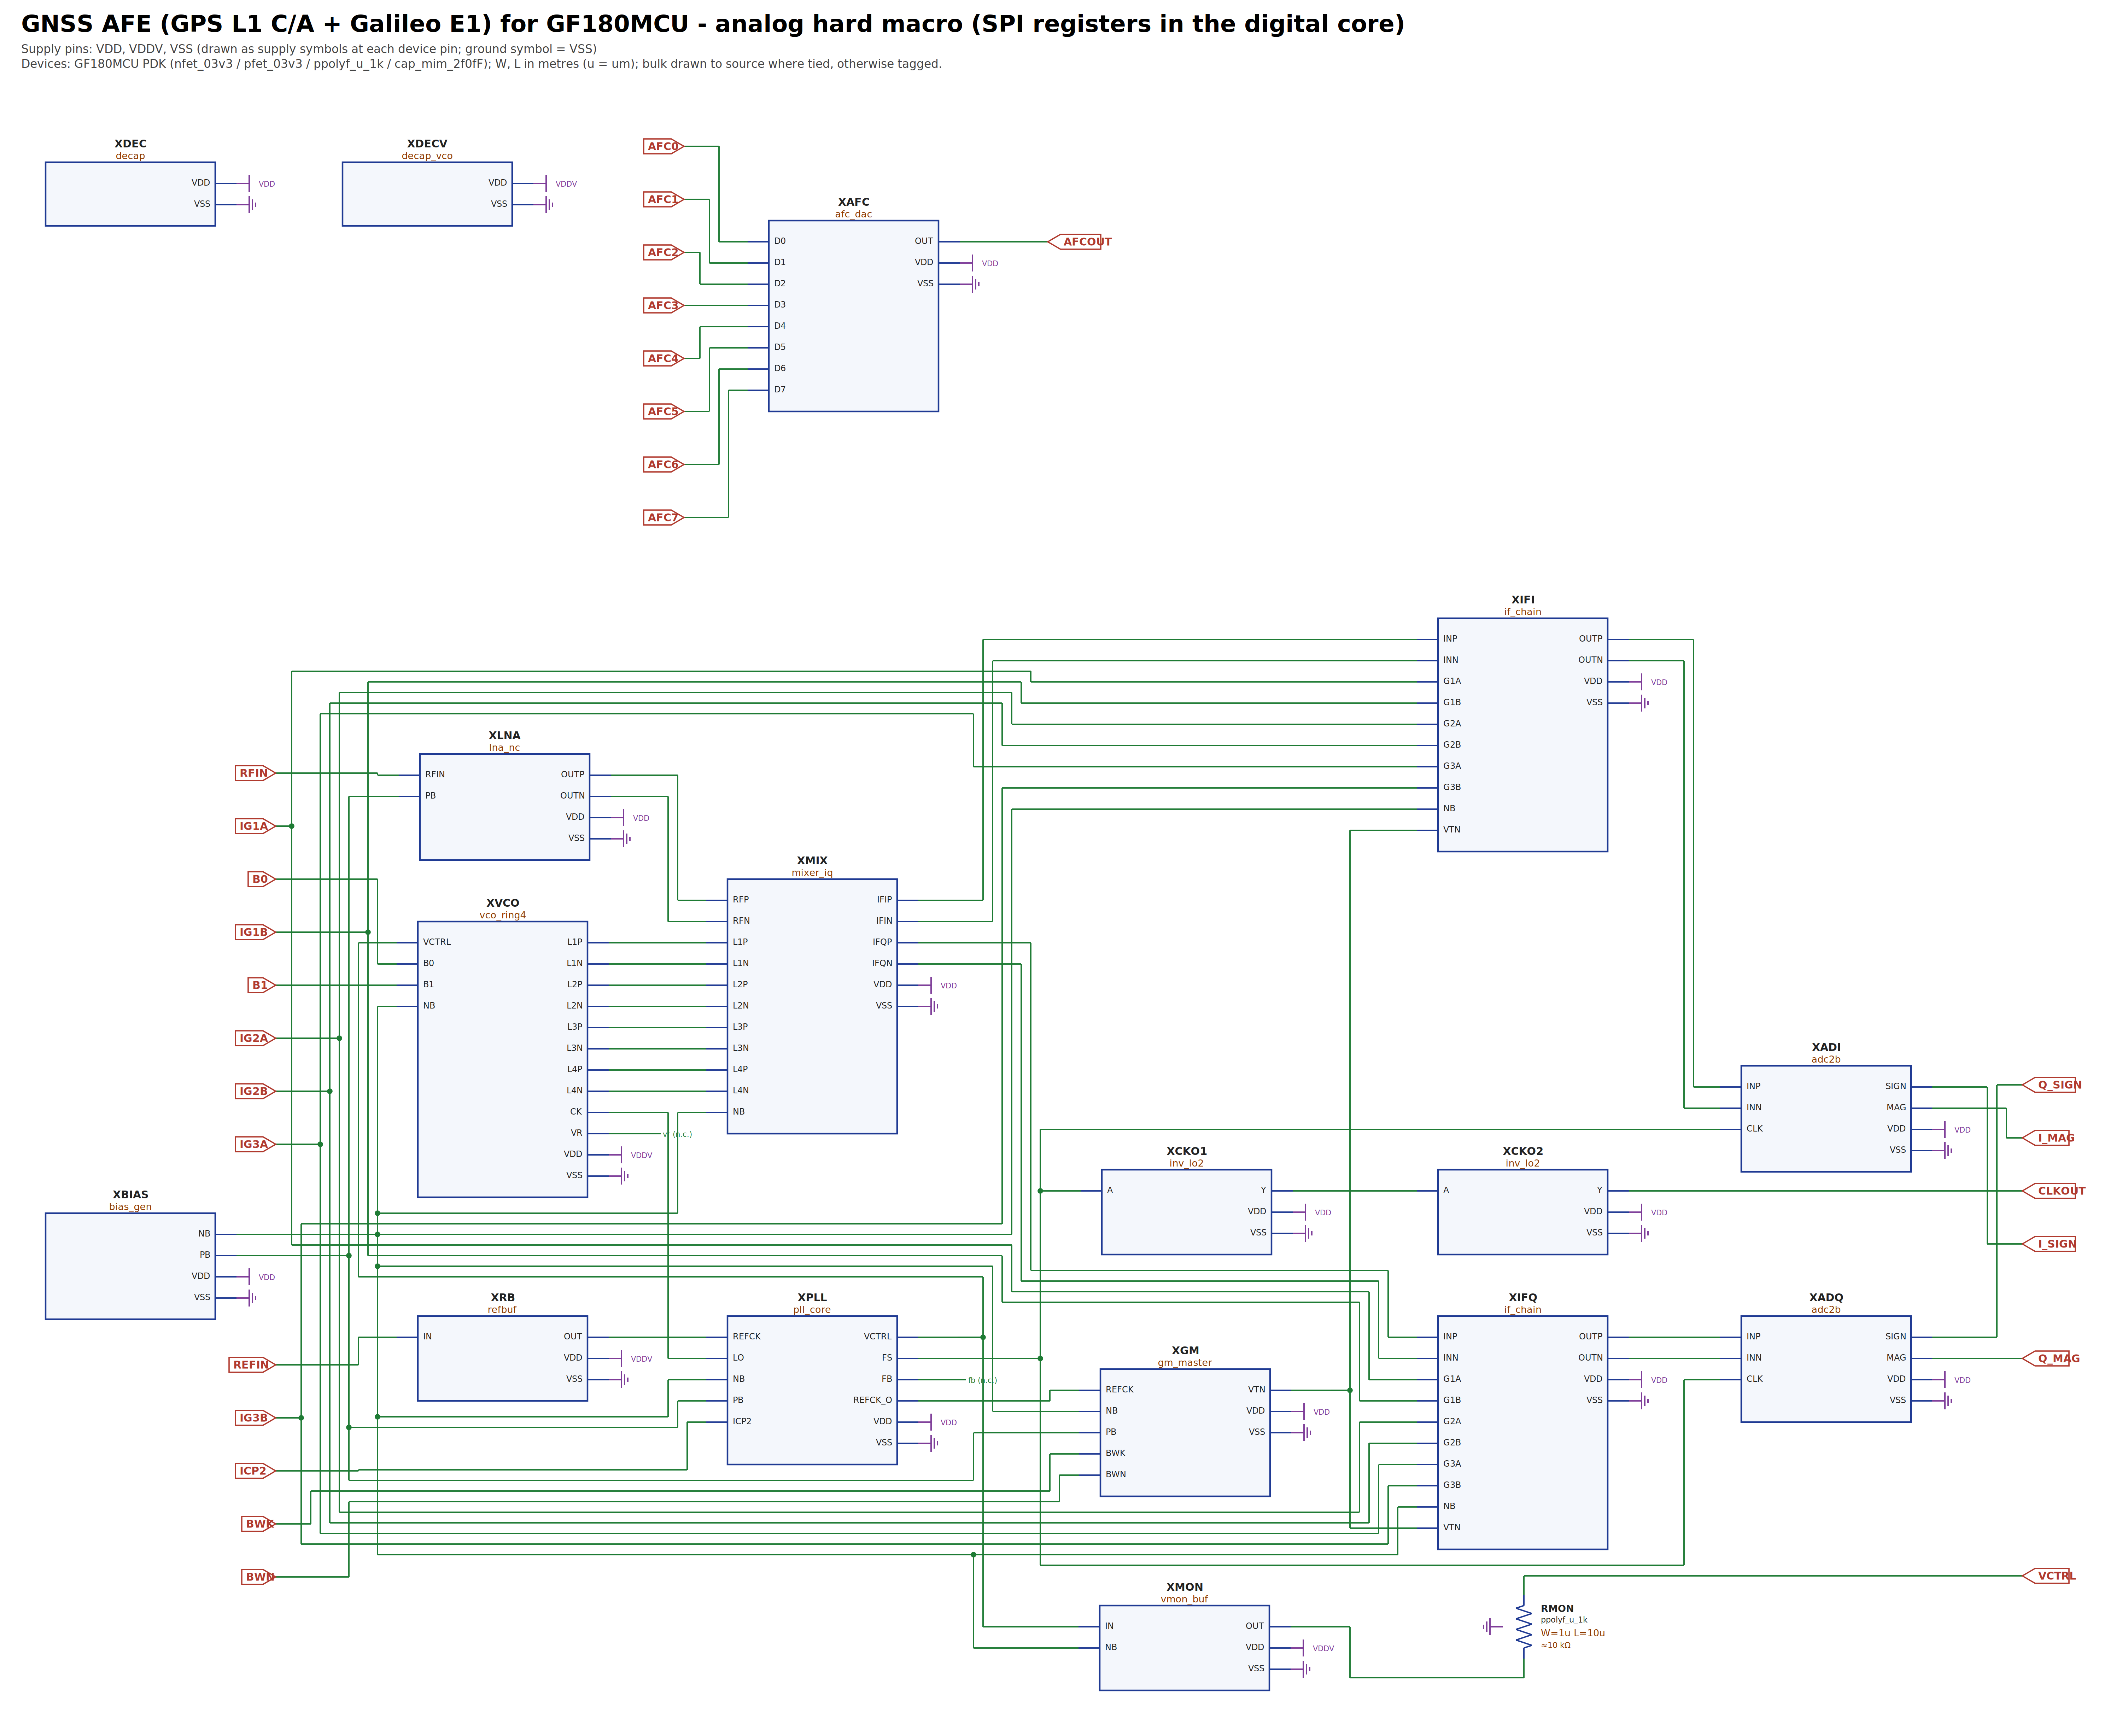 GNSS AFE (GPS L1 C/A + Galileo E1) for GF180MCU - analog hard macro (SPI registers in the digital core)
Supply pins: VDD, VDDV, VSS (drawn as supply symbols at each device pin; ground symbol = VSS)
Devices: GF180MCU PDK (nfet_03v3 / pfet_03v3 / ppolyf_u_1k / cap_mim_2f0fF); W, L in metres (u = um); bulk drawn to source where tied, otherwise tagged.
XDEC
decap
VDD
VSS
VDD
XDECV
decap_vco
VDD
VSS
VDDV
AFC0
AFC1
AFC2
AFC3
AFC4
AFC5
AFC6
AFC7
XAFC
afc_dac
D0
D1
D2
D3
D4
D5
D6
D7
OUT
VDD
VSS
VDD
AFCOUT
XIFI
if_chain
INP
INN
G1A
G1B
G2A
G2B
G3A
G3B
NB
VTN
OUTP
OUTN
VDD
VSS
VDD
RFIN
IG1A
B0
IG1B
B1
IG2A
IG2B
IG3A
XLNA
lna_nc
RFIN
PB
OUTP
OUTN
VDD
VSS
VDD
XVCO
vco_ring4
VCTRL
B0
B1
NB
L1P
L1N
L2P
L2N
L3P
L3N
L4P
L4N
CK
VR
VDD
VSS
vr (n.c.)
VDDV
XMIX
mixer_iq
RFP
RFN
L1P
L1N
L2P
L2N
L3P
L3N
L4P
L4N
NB
IFIP
IFIN
IFQP
IFQN
VDD
VSS
VDD
XADI
adc2b
INP
INN
CLK
SIGN
MAG
VDD
VSS
VDD
Q_SIGN
I_MAG
CLKOUT
I_SIGN
Q_MAG
VCTRL
XCKO1
inv_lo2
A
Y
VDD
VSS
VDD
XCKO2
inv_lo2
A
Y
VDD
VSS
VDD
XBIAS
bias_gen
NB
PB
VDD
VSS
VDD
REFIN
IG3B
ICP2
BWK
BWN
XRB
refbuf
IN
OUT
VDD
VSS
VDDV
XPLL
pll_core
REFCK
LO
NB
PB
ICP2
VCTRL
FS
FB
REFCK_O
VDD
VSS
fb (n.c.)
VDD
XGM
gm_master
REFCK
NB
PB
BWK
BWN
VTN
VDD
VSS
VDD
XIFQ
if_chain
INP
INN
G1A
G1B
G2A
G2B
G3A
G3B
NB
VTN
OUTP
OUTN
VDD
VSS
VDD
XADQ
adc2b
INP
INN
CLK
SIGN
MAG
VDD
VSS
VDD
XMON
vmon_buf
IN
NB
OUT
VDD
VSS
VDDV
RMON
ppolyf_u_1k
W=1u L=10u
≈10 kΩ